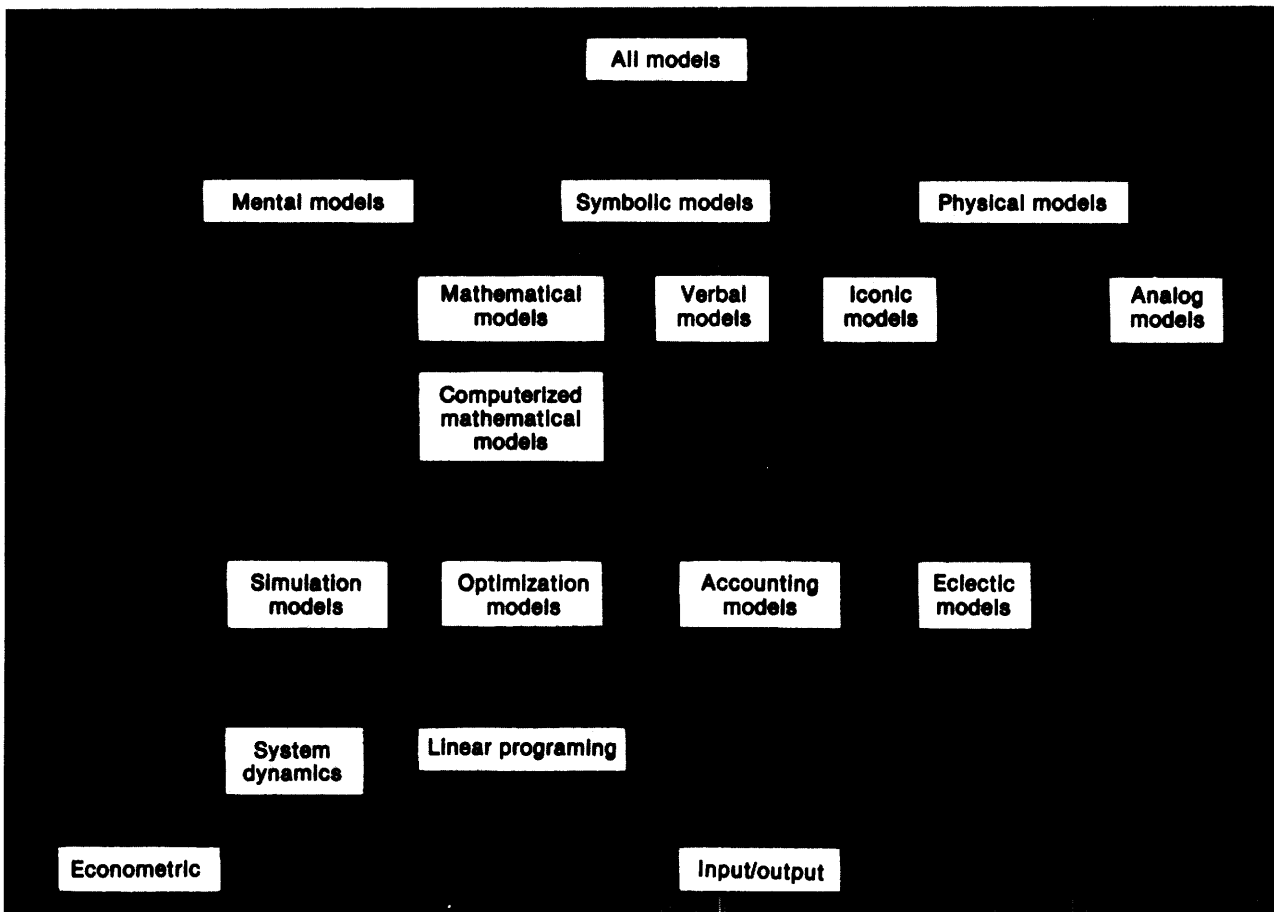 All models
Mental models
Symbolic models
Physical models
Mathematical
models
Verbal
models
Iconic
models
Analog
models
Computerized
mathematical
models
Simulation
models
Optimization
models
Accounting
models
Eclectic
models
System
dynamics
Linear programing
Econometric
Input/output